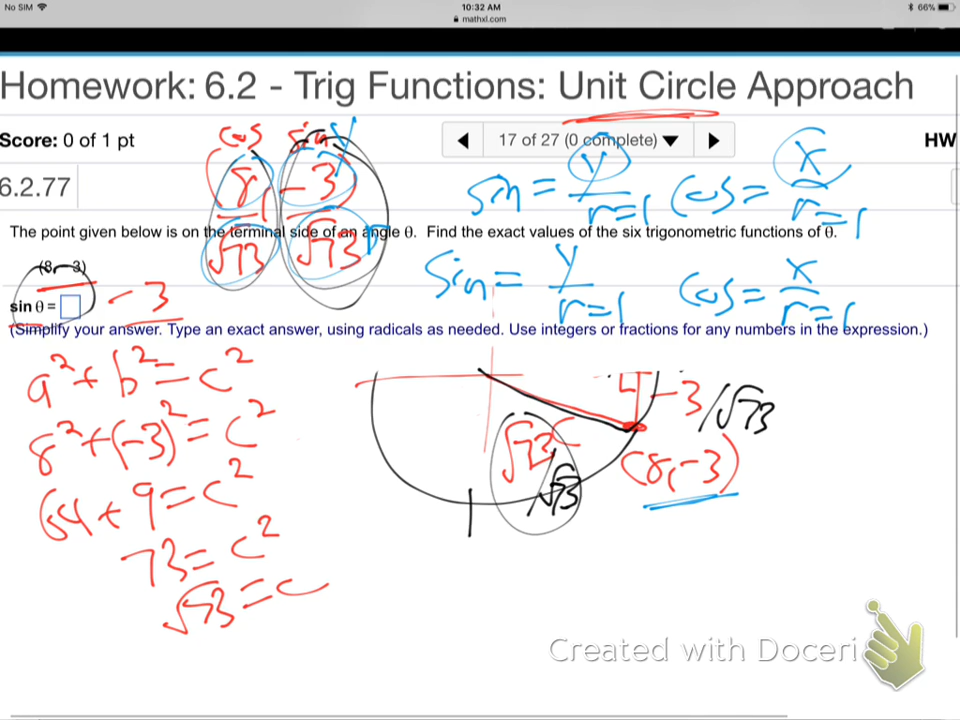 No SIM 10:32 AM 66%
mathxl.com
Homework: 6.2 - Trig Functions: Unit Circle Approach
Score: 0 of 1 pt 17 of 27 (0 complete) HW
6.2.77
cos sin y
8/√73, -3/√73
sin = y/r=1 cos = x/r=1
The point given below is on the terminal side of an angle θ. Find the exact values of the six trigonometric functions of θ.
(8,-3)
sin = y/r=1 cos = x/r=1
sin θ = -3
(Simplify your answer. Type an exact answer, using radicals as needed. Use integers or fractions for any numbers in the expression.)
a² + b² = c²
8² + (-3)² = c²
64 + 9 = c²
73 = c²
√73 = c
-3/√73
√73/√73
(8,-3)
1
Created with Doceri